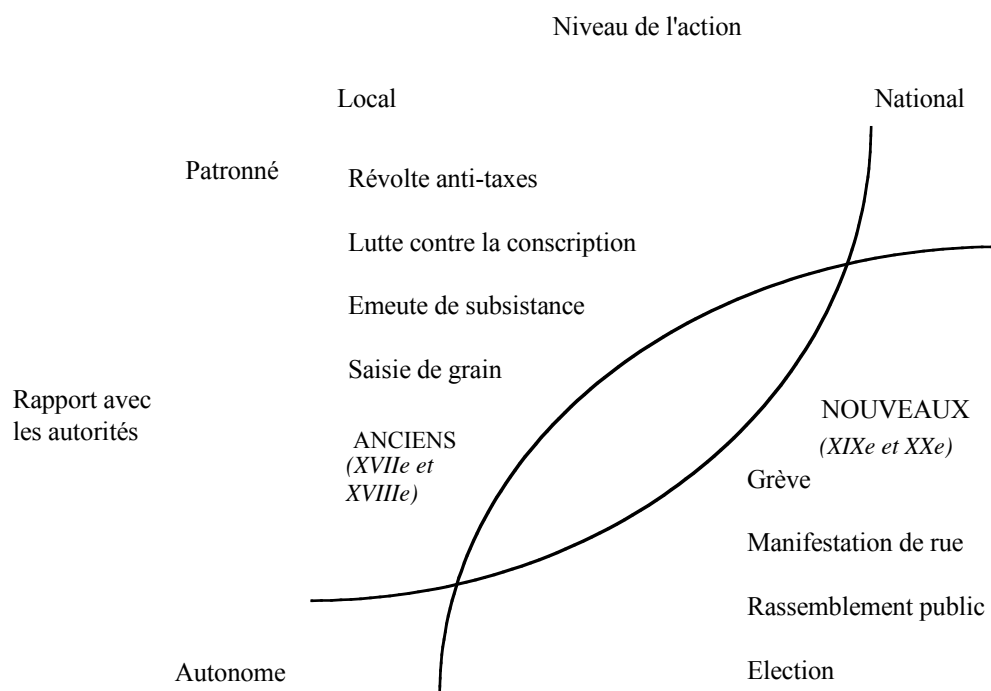 Niveau de l'action
Local
National
Patronné
Révolte anti-taxes
Lutte contre la conscription
Emeute de subsistance
Saisie de grain
Rapport avec
les autorités
ANCIENS
(XVIIe et
XVIIIe)
NOUVEAUX
(XIXe et XXe)
Grève
Manifestation de rue
Rassemblement public
Autonome
Election